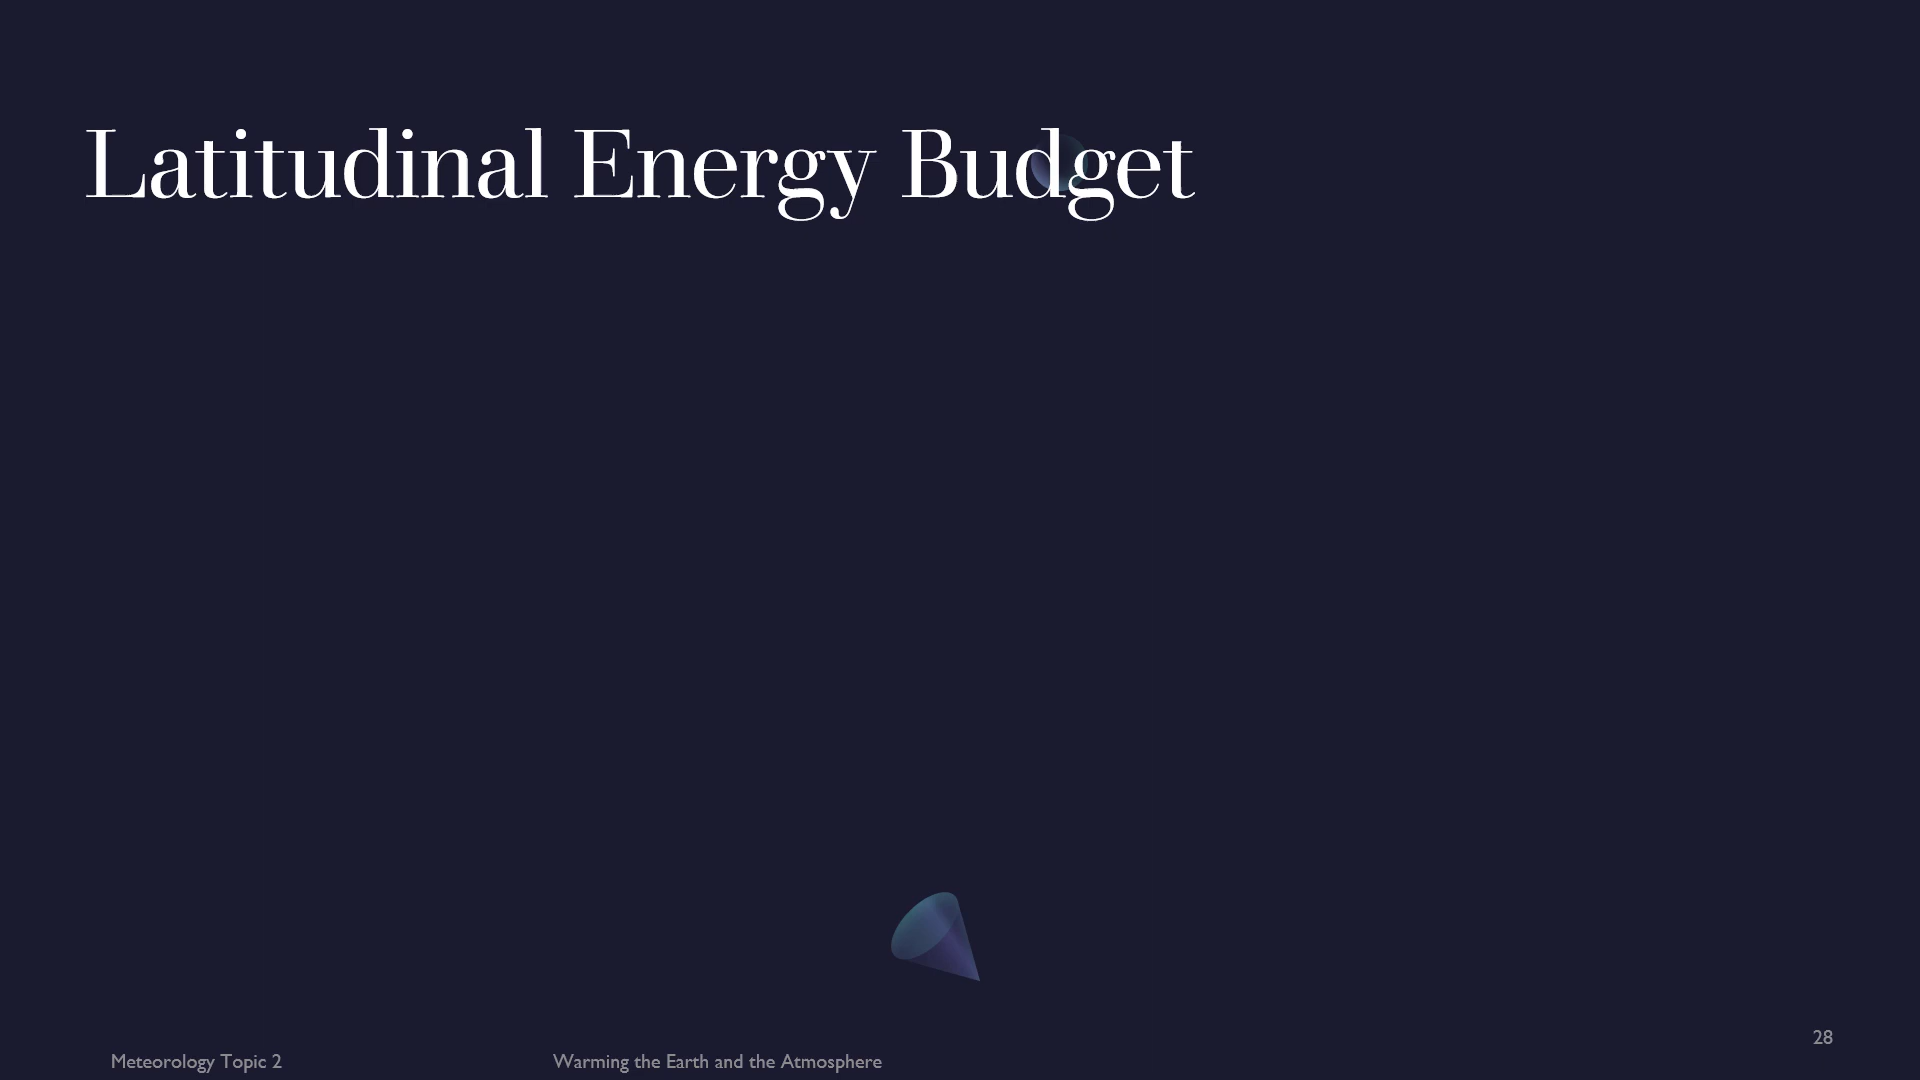 Latitudinal Energy Budget
28
Meteorology Topic 2
Warming the Earth and the Atmosphere